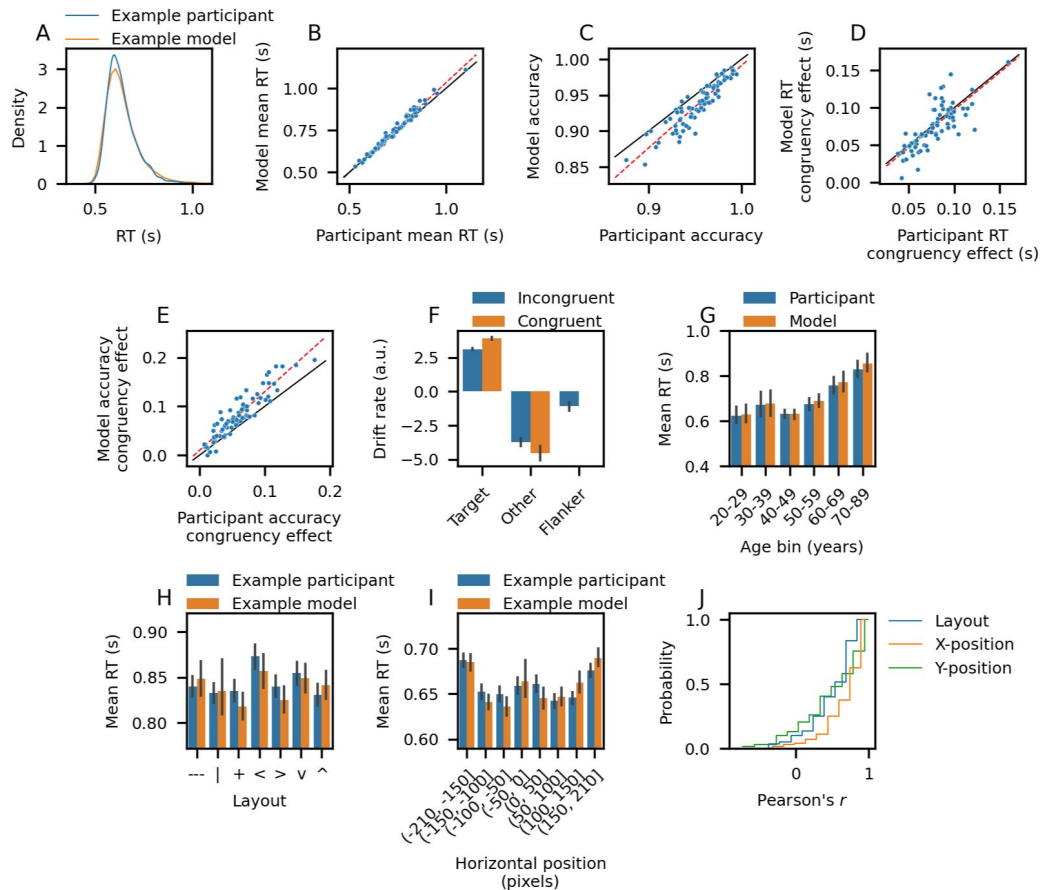 Example participant
Example model
A
B
C
D
Density
3
2
1
0
0.5
1.0
RT (s)
Model mean RT (s)
1.00
0.75
0.50
0.5
1.0
Participant mean RT (s)
Model accuracy
1.00
0.95
0.90
0.85
0.9
1.0
Participant accuracy
Model RT
congruency effect (s)
0.15
0.10
0.05
0.00
0.05
0.10
0.15
Participant RT
congruency effect (s)
E
Model accuracy
congruency effect
0.2
0.1
0.0
0.0
0.1
0.2
Participant accuracy
congruency effect
F
Incongruent
Congruent
Drift rate (a.u.)
2.5
0.0
−2.5
−5.0
Target
Other
Flanker
G
Participant
Model
Mean RT (s)
1.0
0.8
0.6
0.4
20-29
30-39
40-49
50-59
60-69
70-89
Age bin (years)
H
Example participant
Example model
Mean RT (s)
0.90
0.85
0.80
--- | + < > v ^
Layout
I
Example participant
Example model
Mean RT (s)
0.70
0.65
0.60
(-210, -150]
(-150, -100]
(-100, -50]
(-50, 0]
(0, 50]
(50, 100]
(100, 150]
(150, 210]
Horizontal position
(pixels)
J
Layout
X-position
Y-position
Probability
1.0
0.5
0.0
0
1
Pearson's r